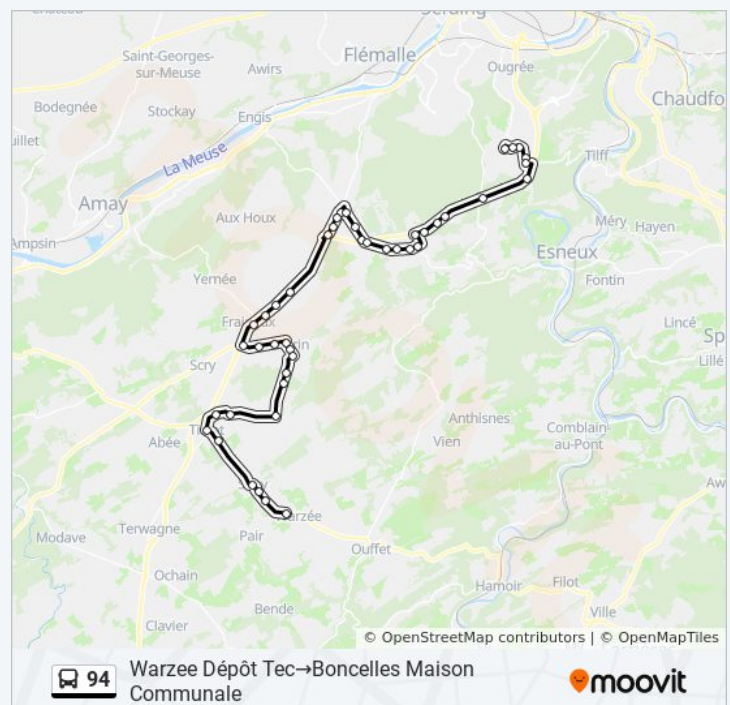 Seraing
Saint-Georges-
sur-Meuse
Flémalle
Awirs
Ougrée
Bodegnée
Stockay
Engis
Chaudfo
uillet
La Meuse
Tilff
Amay
Aux Houx
Méry
Hayen
Ampsin
Esneux
Yernée
Fontin
Lincé
Sp
Lillé
Scry
Anthisnes
Comblain-
au-Pont
Abée
Vien
Aw
Terwagne
Pair
Modave
Ouffet
Ochain
Hamoir
Filot
Bende
Ville
Clavier
© OpenStreetMap contributors | © OpenMapTiles
94
Warzee Dépôt Tec→Boncelles Maison
Communale
moovit